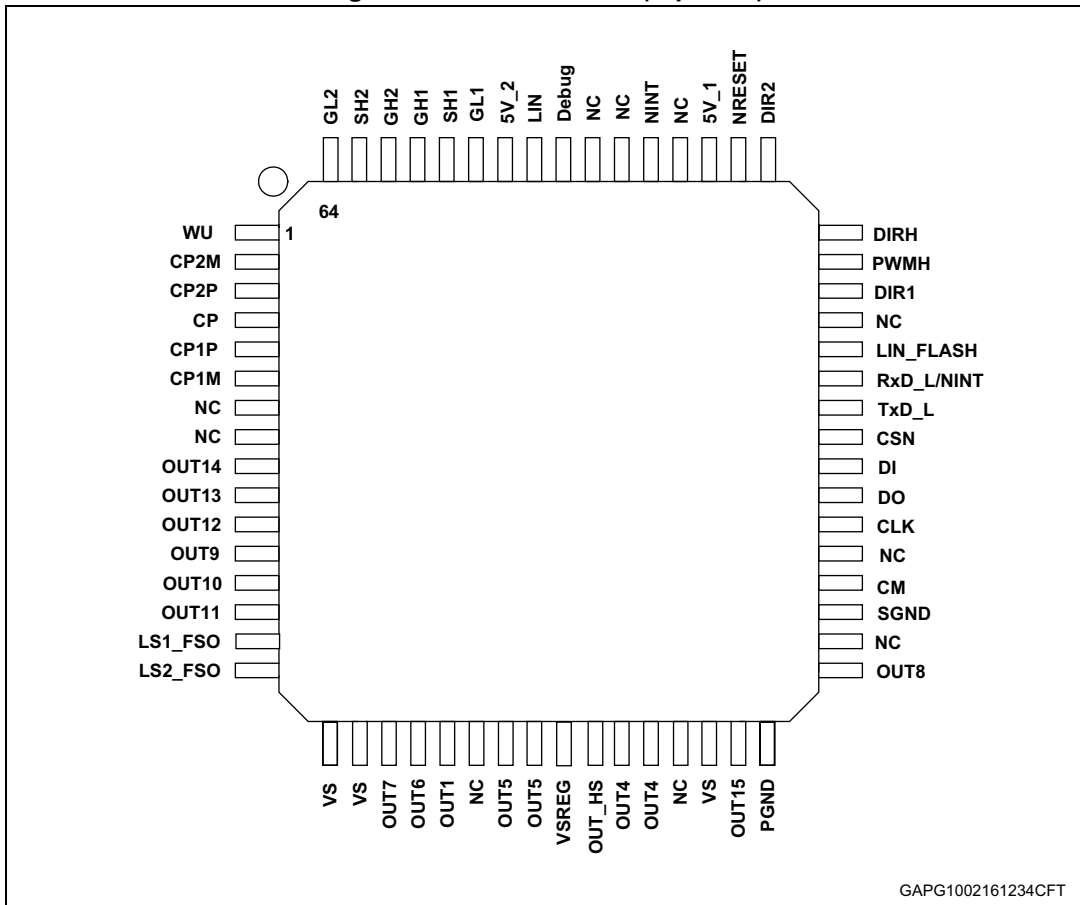 GL2
SH2
GH2
GH1
SH1
GL1
5V_2
LIN
Debug
NC
NC
NINT
NC
5V_1
NRESET
DIR2
64
1
WU
CP2M
CP2P
CP
CP1P
CP1M
NC
NC
OUT14
OUT13
OUT12
OUT9
OUT10
OUT11
LS1_FSO
LS2_FSO
DIRH
PWMH
DIR1
NC
LIN_FLASH
RxD_L/NINT
TxD_L
CSN
DI
DO
CLK
NC
CM
SGND
NC
OUT8
VS
VS
OUT7
OUT6
OUT1
NC
OUT5
OUT5
VSREG
OUT_HS
OUT4
OUT4
NC
VS
OUT15
PGND
GAPG1002161234CFT